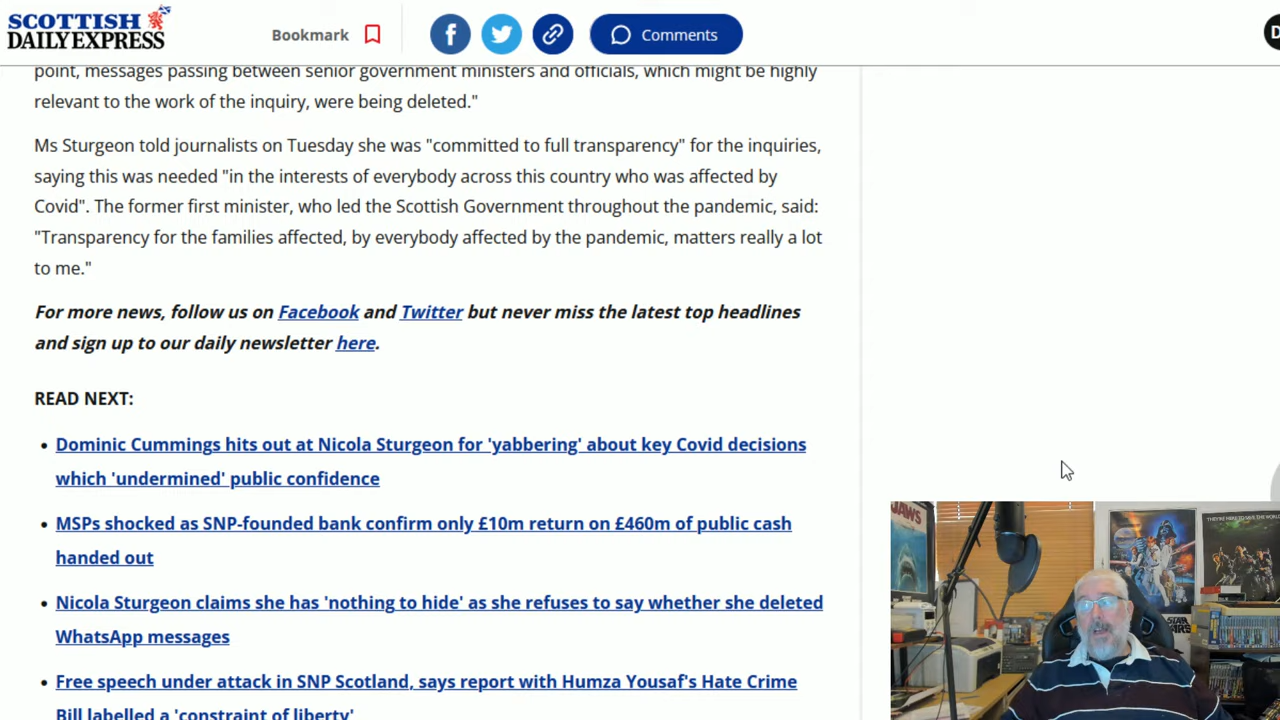 SCOTTISH
DAILY EXPRESS
Bookmark
Comments
D
point, messages passing between senior government ministers and officials, which might be highly
relevant to the work of the inquiry, were being deleted."
Ms Sturgeon told journalists on Tuesday she was "committed to full transparency" for the inquiries,
saying this was needed "in the interests of everybody across this country who was affected by
Covid". The former first minister, who led the Scottish Government throughout the pandemic, said:
"Transparency for the families affected, by everybody affected by the pandemic, matters really a lot
to me."
For more news, follow us on Facebook and Twitter but never miss the latest top headlines
and sign up to our daily newsletter here.
READ NEXT:
• Dominic Cummings hits out at Nicola Sturgeon for 'yabbering' about key Covid decisions
which 'undermined' public confidence
• MSPs shocked as SNP-founded bank confirm only £10m return on £460m of public cash
handed out
• Nicola Sturgeon claims she has 'nothing to hide' as she refuses to say whether she deleted
WhatsApp messages
• Free speech under attack in SNP Scotland, says report with Humza Yousaf's Hate Crime
Bill labelled a 'constraint of liberty'
JAWS
THEY'RE HERE TO SAVE THE WORLD
STAR
WARS